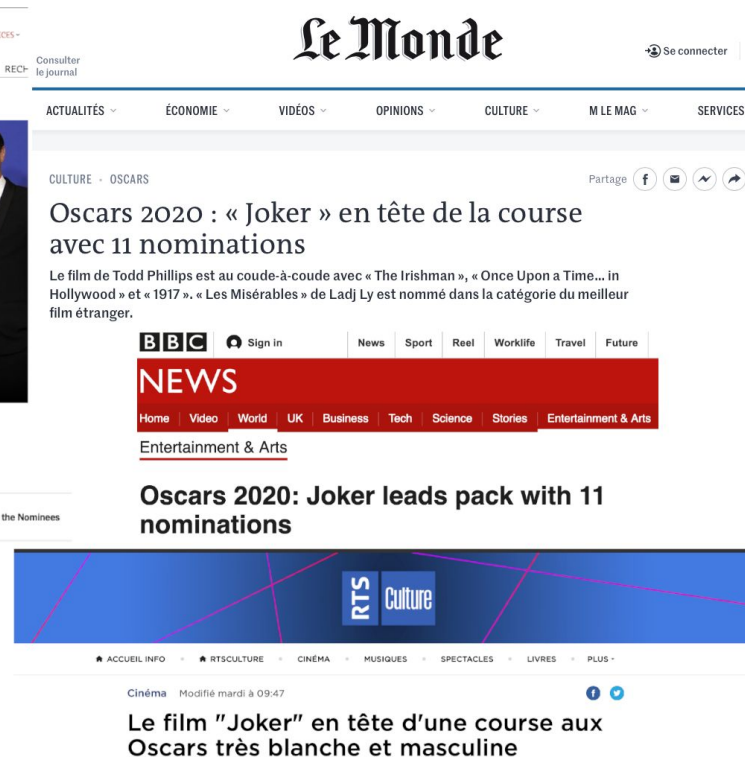 Le Monde
Consulter
le journal
Se connecter
RECH
ACTUALITÉS ÉCONOMIE VIDÉOS OPINIONS CULTURE M LE MAG SERVICES
CULTURE · OSCARS
Partage
Oscars 2020 : « Joker » en tête de la course
avec 11 nominations
Le film de Todd Phillips est au coude-à-coude avec « The Irishman », « Once Upon a Time... in
Hollywood » et « 1917 ». « Les Misérables » de Ladj Ly est nommé dans la catégorie du meilleur
film étranger.
BBC Sign in News Sport Reel Worklife Travel Future
NEWS
Home Video World UK Business Tech Science Stories Entertainment & Arts
Entertainment & Arts
Oscars 2020: Joker leads pack with 11
nominations
the Nominees
RTS Culture
ACCUEIL INFO RTSCULTURE CINÉMA MUSIQUES SPECTACLES LIVRES PLUS
Cinéma Modifié mardi à 09:47
Le film "Joker" en tête d'une course aux
Oscars très blanche et masculine